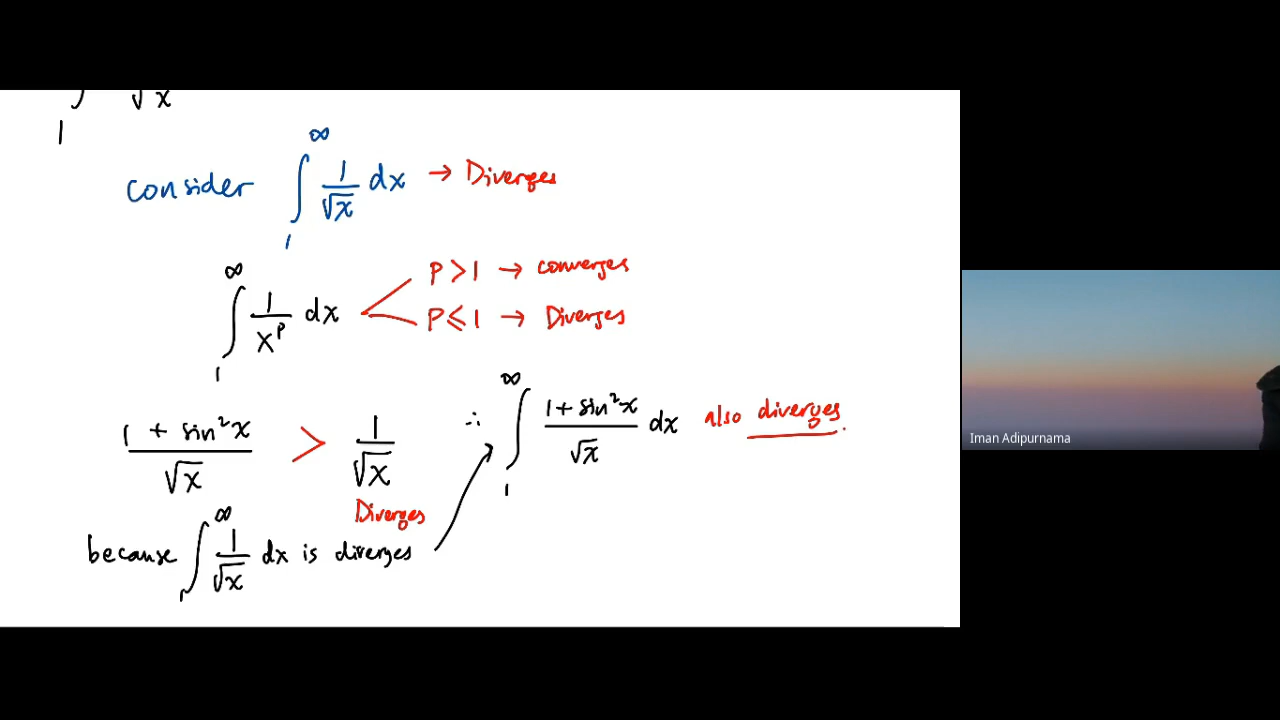 ∫ √x
1
consider ∫₁^∞ 1/√x dx → Diverges
∫₁^∞ 1/x^p dx
P > 1 → converges
P ≤ 1 → Diverges
1 + sin²x / √x > 1/√x
Diverges
∴ ∫₁^∞ 1 + sin²x / √x dx also diverges.
because ∫₁^∞ 1/√x dx is diverges
Iman Adipurnama